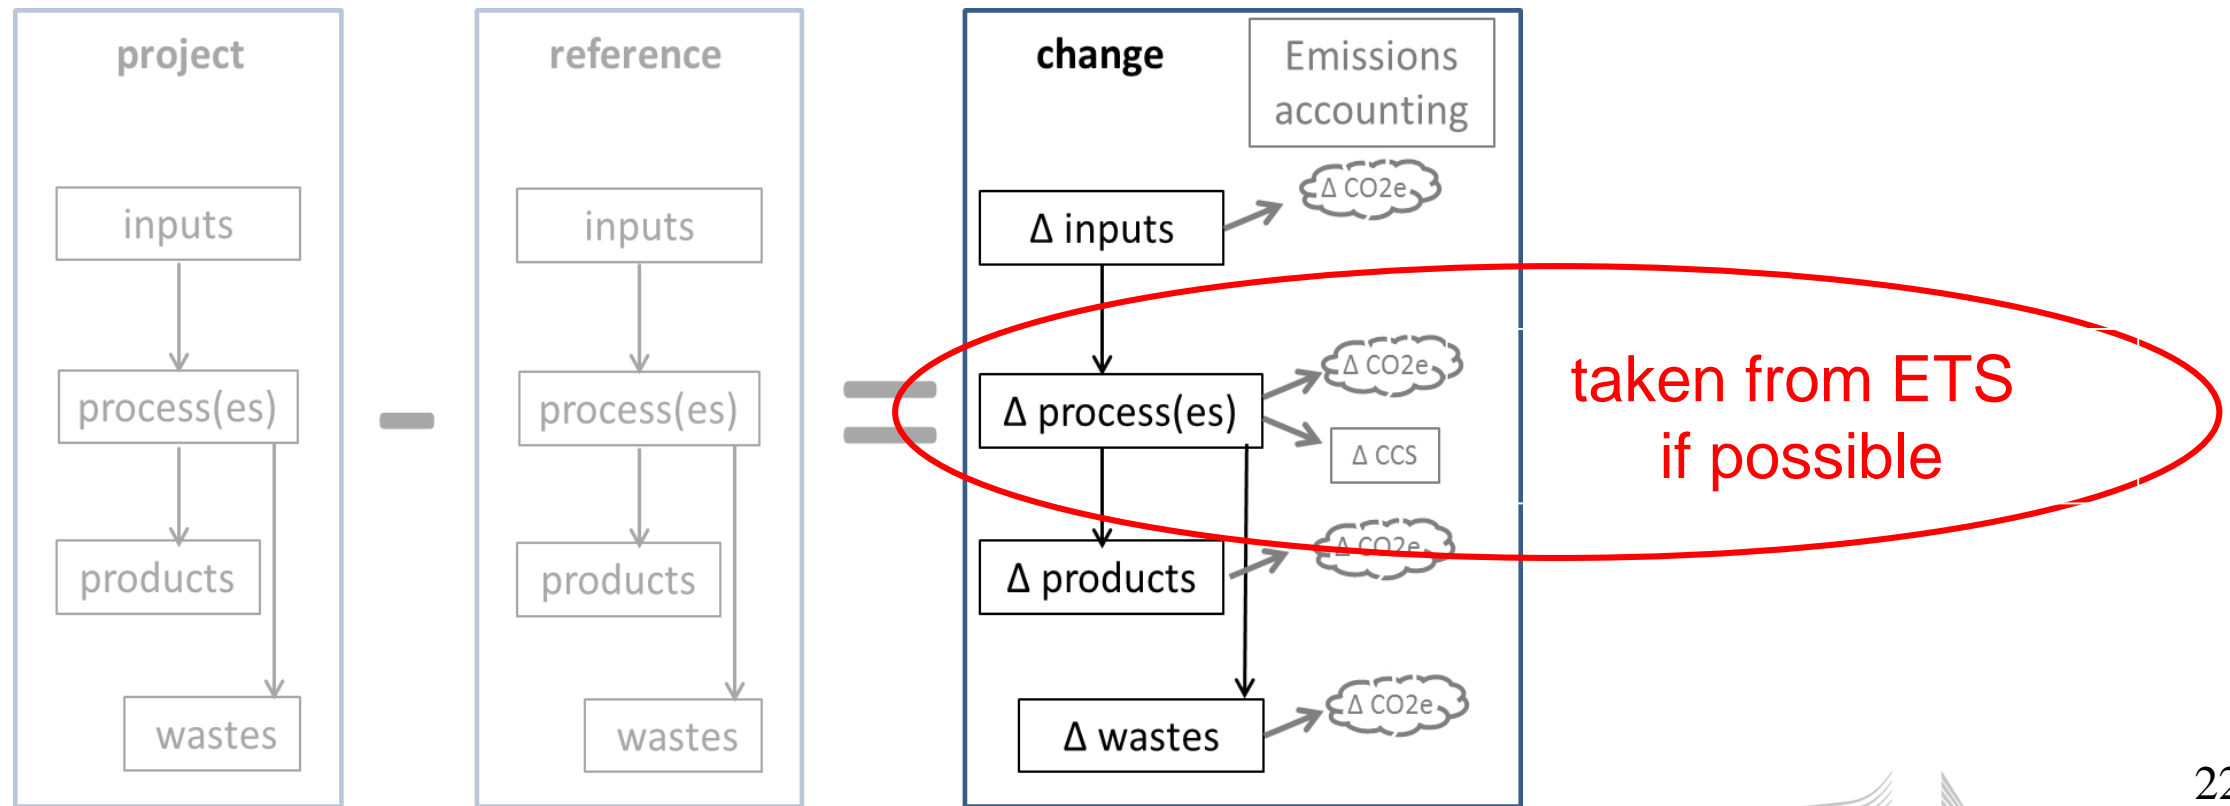 project
inputs
process(es)
products
wastes
reference
inputs
process(es)
products
wastes
change
Emissions
accounting
Δ inputs
Δ CO2e
Δ process(es)
Δ CO2e
Δ CCS
Δ products
Δ CO2e
Δ wastes
Δ CO2e
taken from ETS
if possible
22